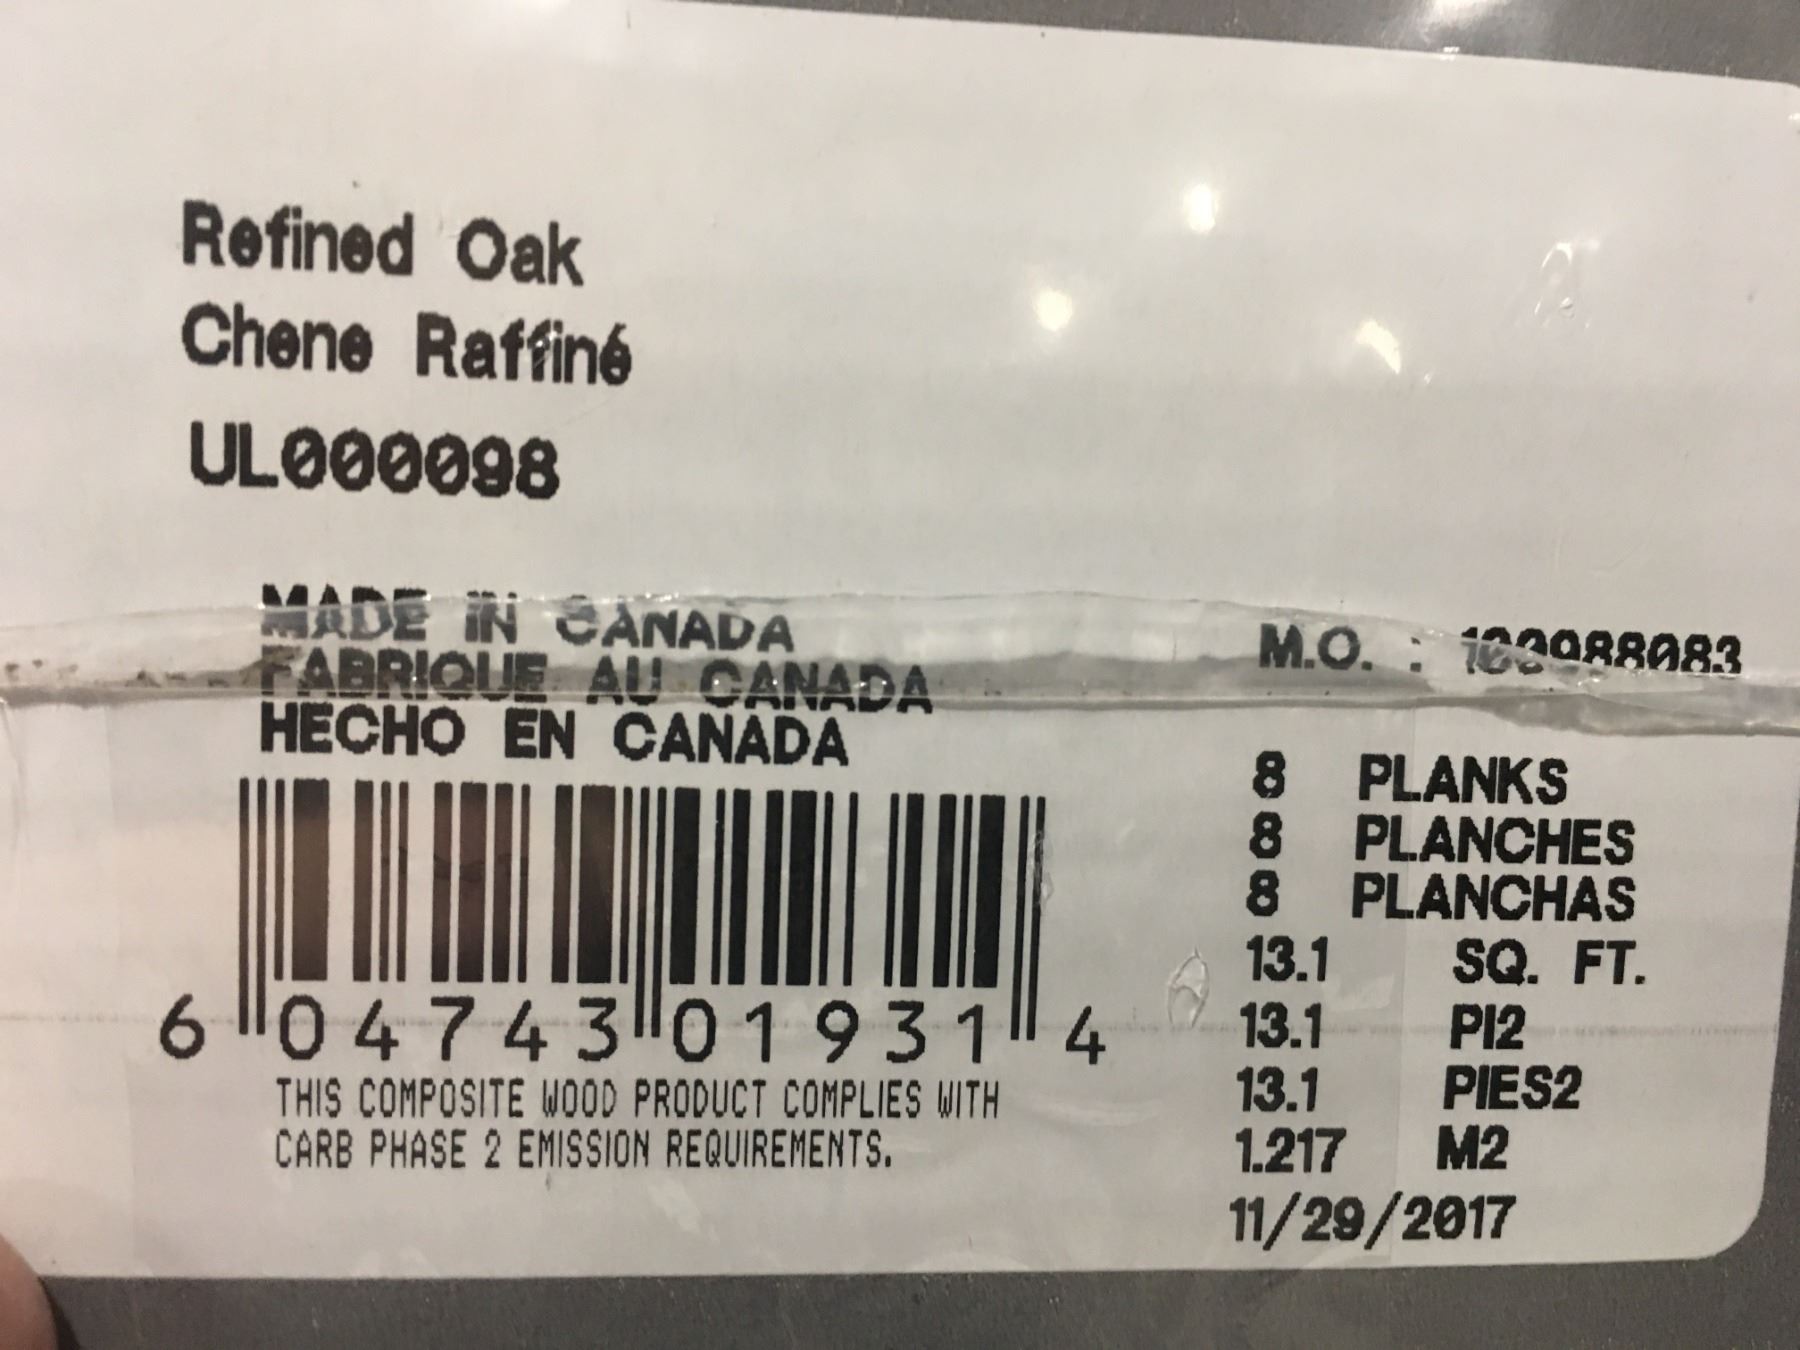 Refined Oak
Chene Raffiné
UL000098
MADE IN CANADA
FABRIQUE AU CANADA
HECHO EN CANADA
M.O. : 100988083
8 PLANKS
8 PLANCHES
8 PLANCHAS
13.1 SQ. FT.
13.1 PI2
13.1 PIES2
1.217 M2
11/29/2017
6 04743 01931 4
THIS COMPOSITE WOOD PRODUCT COMPLIES WITH
CARB PHASE 2 EMISSION REQUIREMENTS.